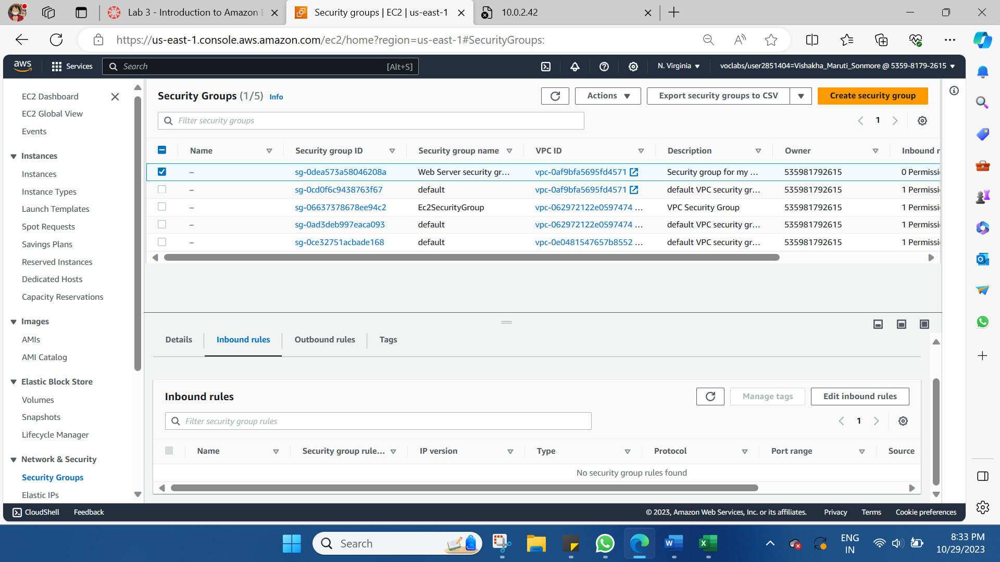 Lab 3 - Introduction to Amazon E
Security groups | EC2 | us-east-1
10.0.2.42
https://us-east-1.console.aws.amazon.com/ec2/home?region=us-east-1#SecurityGroups:
aws
Services
Search
[Alt+S]
N. Virginia
voclabs/user2851404=Vishakha_Maruti_Sonmore @ 5359-8179-2615
EC2 Dashboard
EC2 Global View
Events
Instances
Instances
Instance Types
Launch Templates
Spot Requests
Savings Plans
Reserved Instances
Dedicated Hosts
Capacity Reservations
Images
AMIs
AMI Catalog
Elastic Block Store
Volumes
Snapshots
Lifecycle Manager
Network & Security
Security Groups
Elastic IPs
Security Groups (1/5) Info
Actions
Export security groups to CSV
Create security group
Filter security groups
1
Name Security group ID Security group name VPC ID Description Owner Inbound r
– sg-0dea573a58046208a Web Server security gr... vpc-0af9bfa5695fd4571 Security group for my ... 535981792615 0 Permissi
– sg-0cd0f6c9438763f67 default vpc-0af9bfa5695fd4571 default VPC security gr... 535981792615 1 Permissi
– sg-06637378678ee94c2 Ec2SecurityGroup vpc-062972122e0597474 ... VPC Security Group 535981792615 1 Permissi
– sg-0ad3deb997eaca093 default vpc-062972122e0597474 ... default VPC security gr... 535981792615 1 Permissi
– sg-0ce32751acbade168 default vpc-0e0481547657b8552 ... default VPC security gr... 535981792615 1 Permissi
Details
Inbound rules
Outbound rules
Tags
Inbound rules
Manage tags
Edit inbound rules
Filter security group rules
1
Name Security group rule... IP version Type Protocol Port range Source
No security group rules found
CloudShell
Feedback
© 2023, Amazon Web Services, Inc. or its affiliates.
Privacy
Terms
Cookie preferences
Search
ENG
IN
8:33 PM
10/29/2023